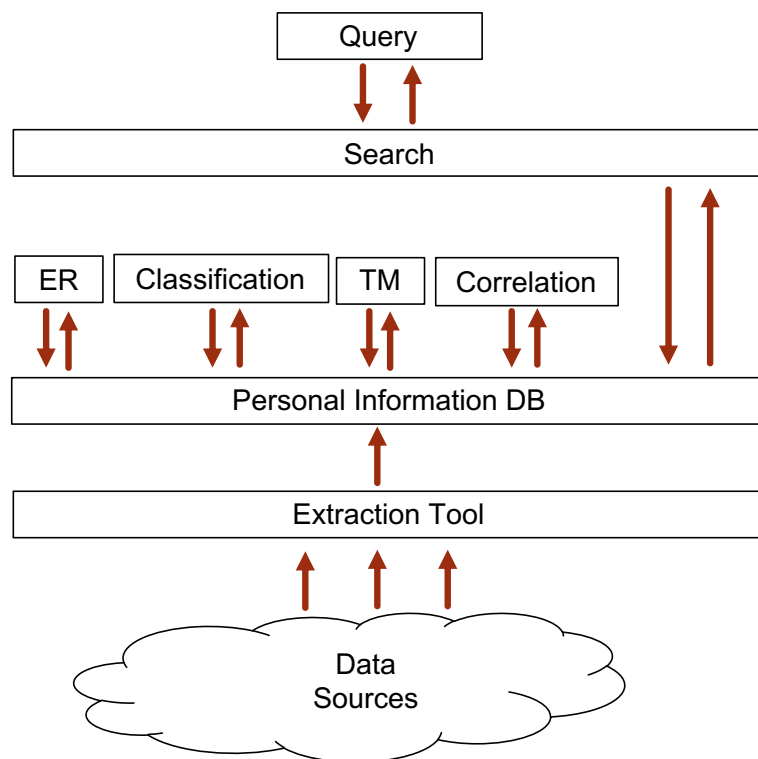 Query
Search
ER
Classification
TM
Correlation
Personal Information DB
Extraction Tool
Data
Sources